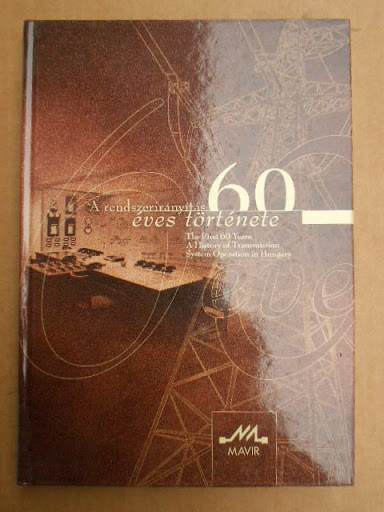 A rendszerirányítás 60
éves története
The First 60 Years
A History of Transmission
System Operation in Hungary
MAVIR